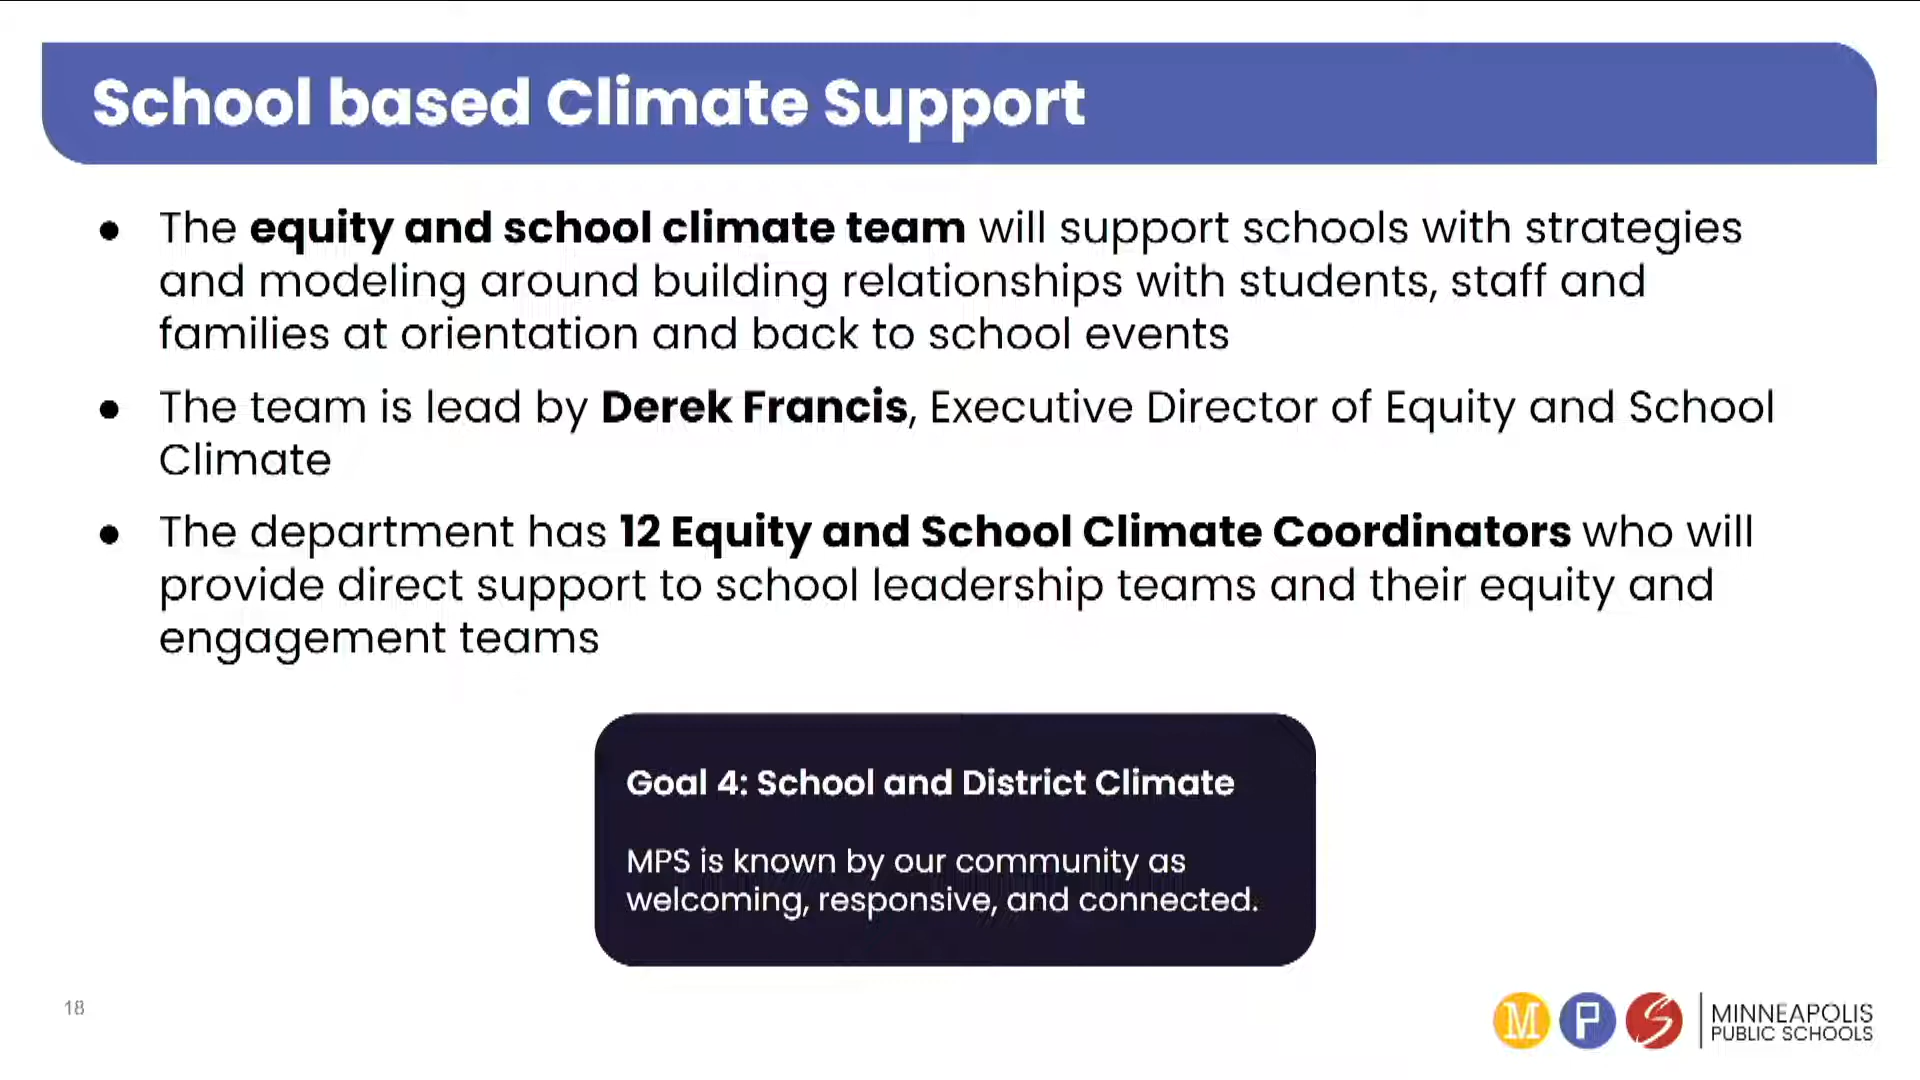 School based Climate Support
● The equity and school climate team will support schools with strategies
and modeling around building relationships with students, staff and
families at orientation and back to school events
● The team is lead by Derek Francis, Executive Director of Equity and School
Climate
● The department has 12 Equity and School Climate Coordinators who will
provide direct support to school leadership teams and their equity and
engagement teams
Goal 4: School and District Climate
MPS is known by our community as
welcoming, responsive, and connected.
18
M P S
MINNEAPOLIS
PUBLIC SCHOOLS